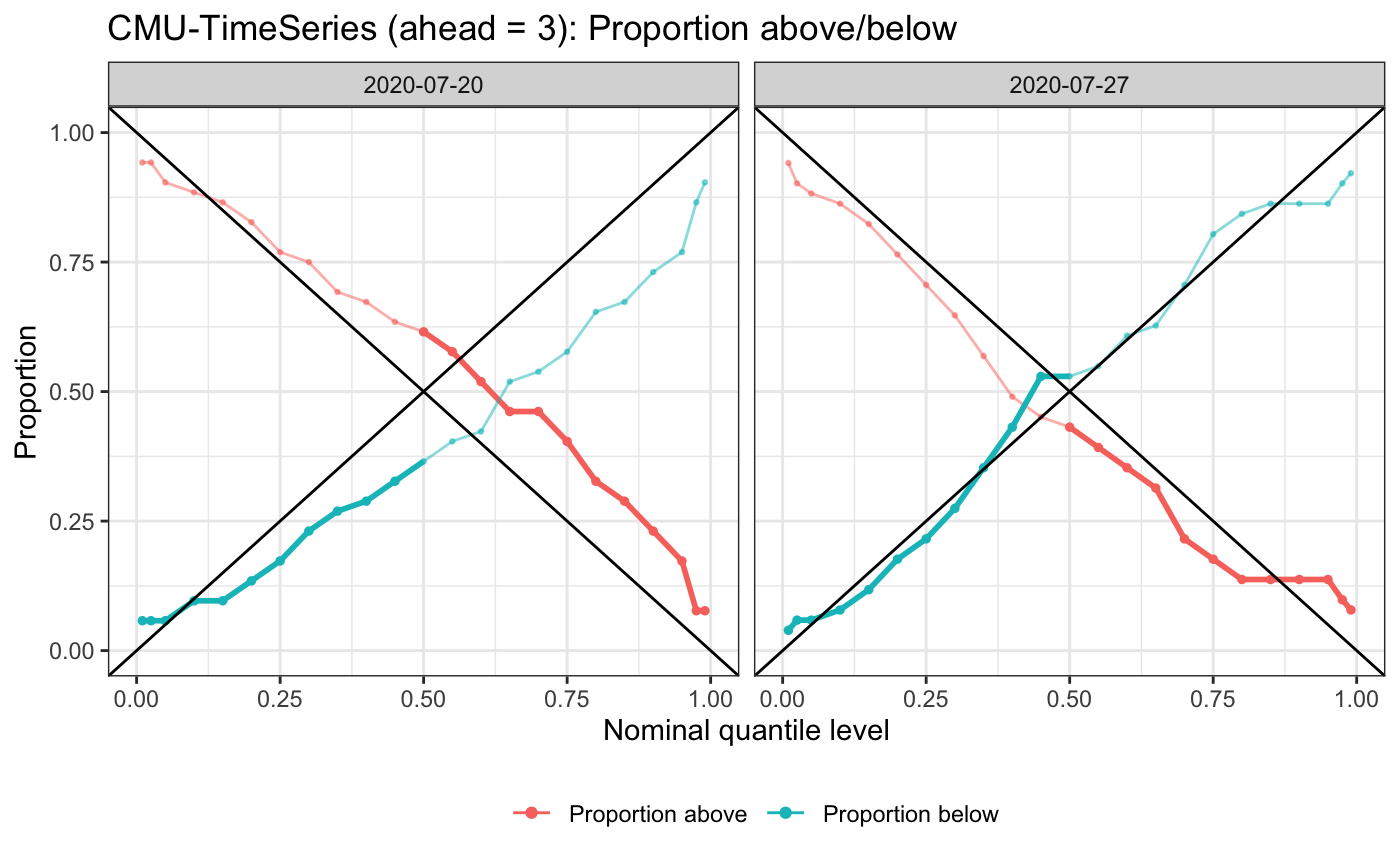 CMU-TimeSeries (ahead = 3): Proportion above/below
2020-07-20
2020-07-27
Proportion
1.00
0.75
0.50
0.25
0.00
0.00 0.25 0.50 0.75 1.00
0.00 0.25 0.50 0.75 1.00
Nominal quantile level
Proportion above
Proportion below